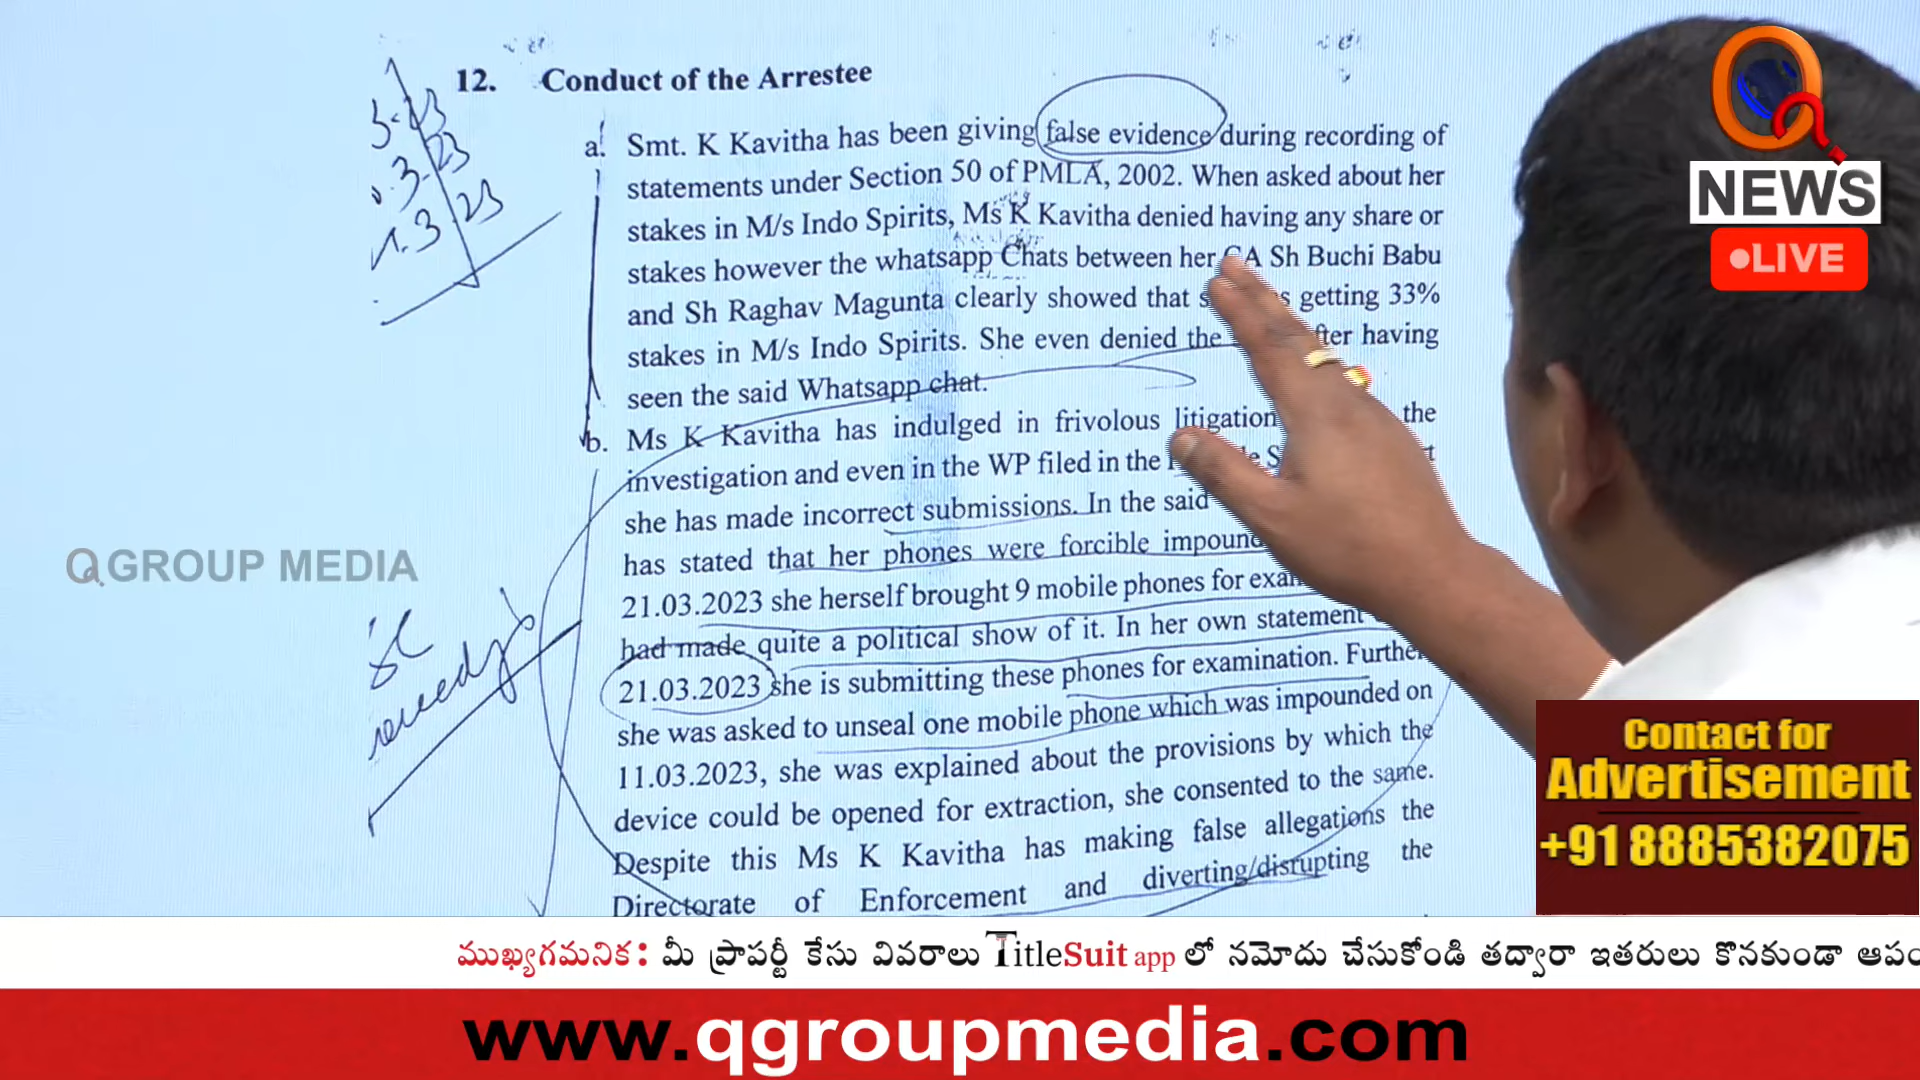 12. Conduct of the Arrestee
a. Smt. K Kavitha has been giving false evidence during recording of
statements under Section 50 of PMLA, 2002. When asked about her
stakes in M/s Indo Spirits, Ms K Kavitha denied having any share or
stakes however the whatsapp Chats between her CA Sh Buchi Babu
and Sh Raghav Magunta clearly showed that getting 33%
stakes in M/s Indo Spirits. She even denied the after having
seen the said Whatsapp chat.
b. Ms K Kavitha has indulged in frivolous litigation the
investigation and even in the WP filed in the
she has made incorrect submissions. In the said
has stated that her phones were forcible
21.03.2023 she herself brought 9 mobile phones for
had made quite a political show of it. In her own statement
21.03.2023 she is submitting these phones for examination. Further
she was asked to unseal one mobile phone which was impounded on
11.03.2023, she was explained about the provisions by which the
device could be opened for extraction, she consented to the same.
Despite this Ms K Kavitha has making false allegations the
Directorate of Enforcement and diverting/disrupting the
NEWS
LIVE
QGROUP MEDIA
Contact for
Advertisement
+91 8885382075
ముఖ్యగమనిక: మీ ప్రాపర్టీ కేసు వివరాలు TitleSuit app లో నమోదు చేసుకోండి తద్వారా ఇతరులు కొనకుండా
www.qgroupmedia.com